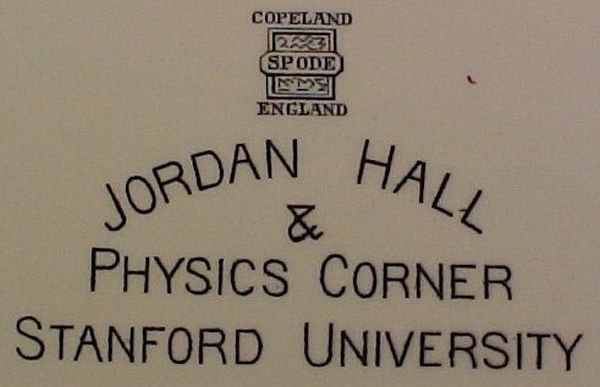 COPELAND
SPODE
ENGLAND
JORDAN HALL
&
PHYSICS CORNER
STANFORD UNIVERSITY